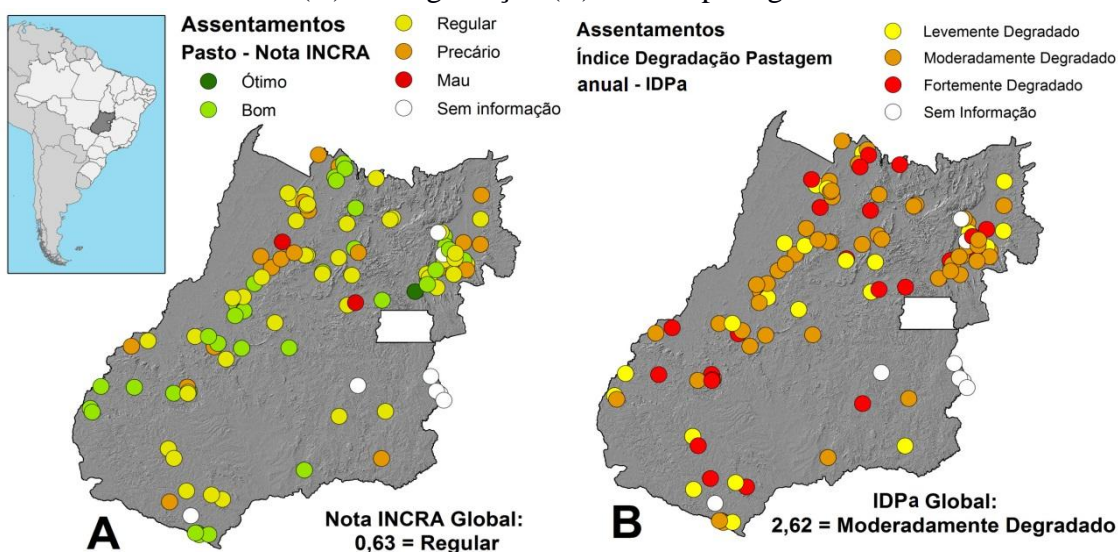 Assentamentos
Pasto - Nota INCRA
Ótimo
Bom
Regular
Precário
Mau
Sem informação
A
Nota INCRA Global:
0,63 = Regular
Assentamentos
Índice Degradação Pastagem
anual - IDPa
Levemente Degradado
Moderadamente Degradado
Fortemente Degradado
Sem Informação
B
IDPa Global:
2,62 = Moderadamente Degradado